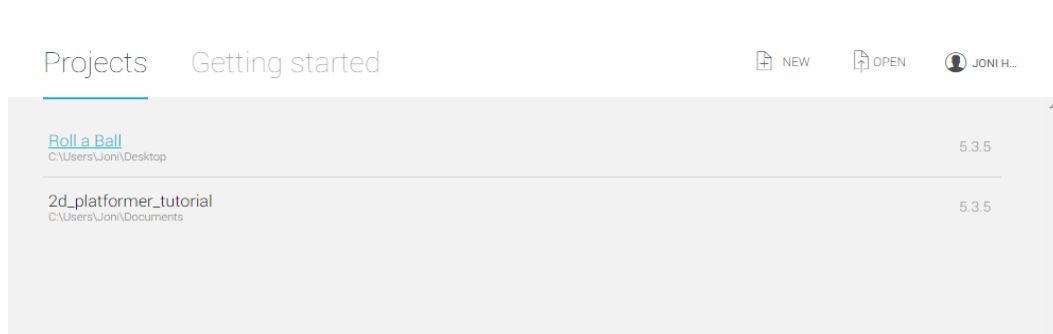 Projects Getting started NEW OPEN JONI H...
Roll a Ball
C:\Users\Joni\Desktop
5.3.5
2d_platformer_tutorial
C:\Users\Joni\Documents
5.3.5